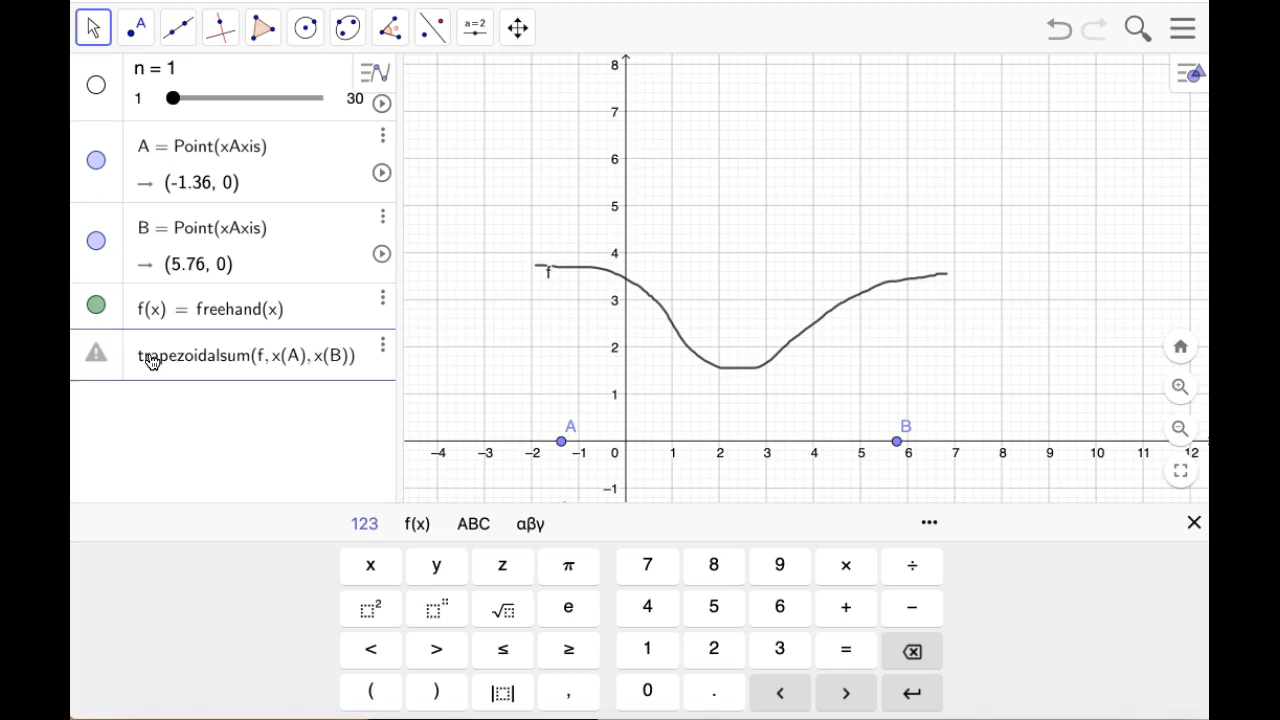 A
a=2
n = 1
1
30
A = Point(xAxis)
→ (-1.36, 0)
B = Point(xAxis)
→ (5.76, 0)
f(x) = freehand(x)
trapezoidalsum(f, x(A), x(B))
8
7
6
5
4
3
2
1
−1
f
A
B
−4 −3 −2 −1 0 1 2 3 4 5 6 7 8 9 10 11 12
123 f(x) ABC αβγ
x y z π 7 8 9 × ÷
2 √ e 4 5 6 + −
< > ≤ ≥ 1 2 3 =
( ) | | , 0 . < >